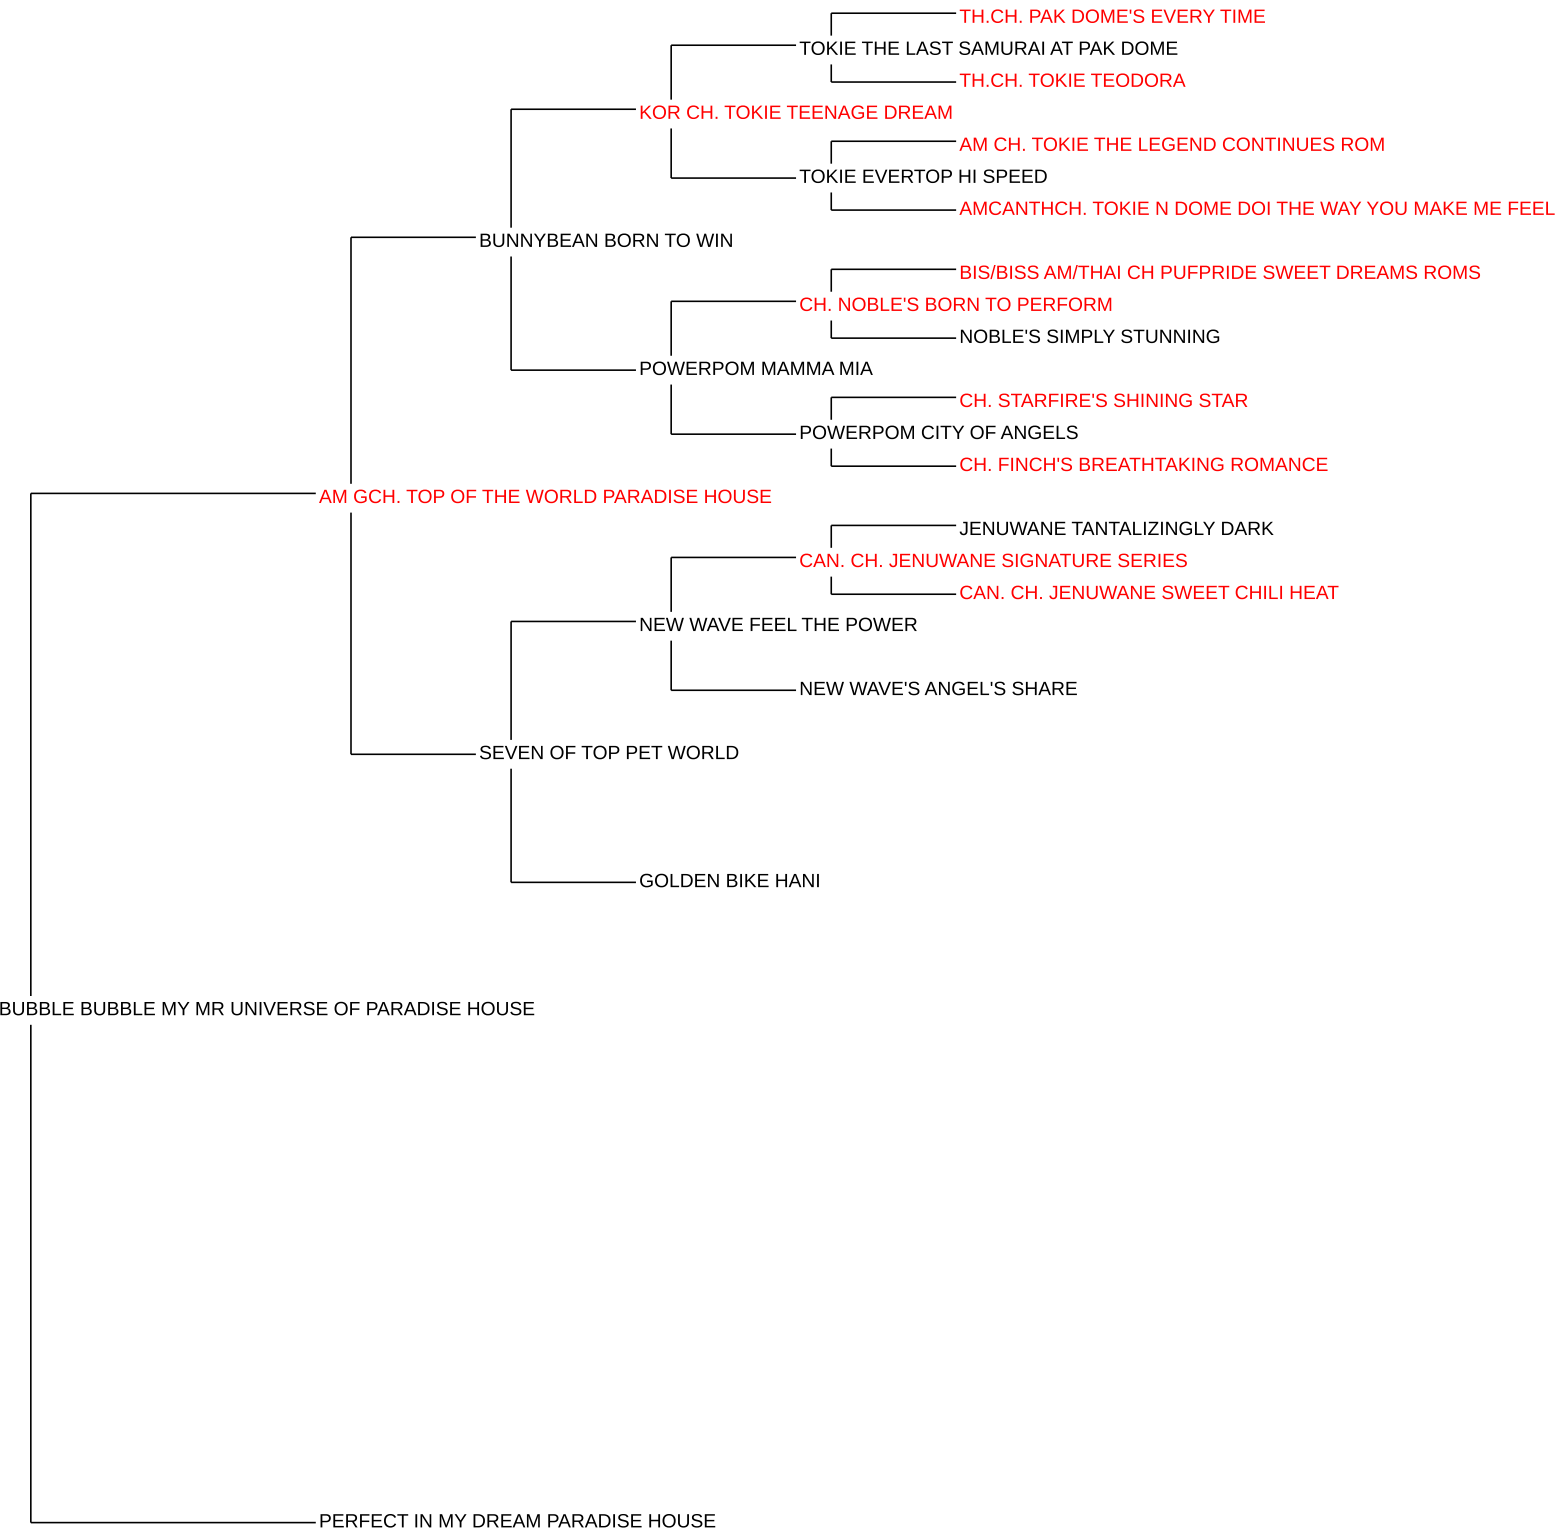 TH.CH. PAK DOME'S EVERY TIME
TOKIE THE LAST SAMURAI AT PAK DOME
TH.CH. TOKIE TEODORA
KOR CH. TOKIE TEENAGE DREAM
AM CH. TOKIE THE LEGEND CONTINUES ROM
TOKIE EVERTOP HI SPEED
AMCANTHCH. TOKIE N DOME DOI THE WAY YOU MAKE ME FEEL
BUNNYBEAN BORN TO WIN
BIS/BISS AM/THAI CH PUFPRIDE SWEET DREAMS ROMS
CH. NOBLE'S BORN TO PERFORM
NOBLE'S SIMPLY STUNNING
POWERPOM MAMMA MIA
CH. STARFIRE'S SHINING STAR
POWERPOM CITY OF ANGELS
CH. FINCH'S BREATHTAKING ROMANCE
AM GCH. TOP OF THE WORLD PARADISE HOUSE
JENUWANE TANTALIZINGLY DARK
CAN. CH. JENUWANE SIGNATURE SERIES
CAN. CH. JENUWANE SWEET CHILI HEAT
NEW WAVE FEEL THE POWER
NEW WAVE'S ANGEL'S SHARE
SEVEN OF TOP PET WORLD
GOLDEN BIKE HANI
BUBBLE BUBBLE MY MR UNIVERSE OF PARADISE HOUSE
PERFECT IN MY DREAM PARADISE HOUSE